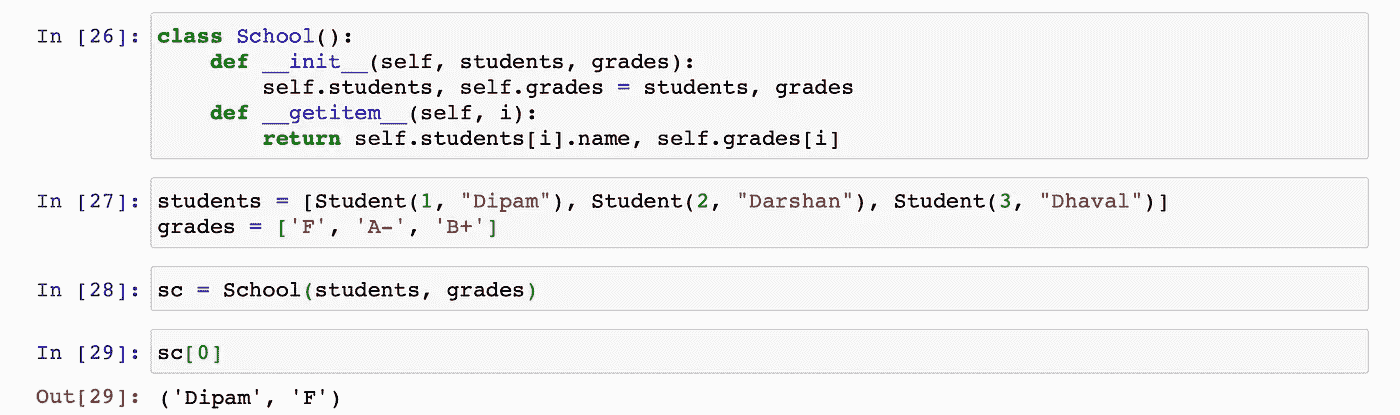 In [26]: class School():
    def __init__(self, students, grades):
        self.students, self.grades = students, grades
    def __getitem__(self, i):
        return self.students[i].name, self.grades[i]
In [27]: students = [Student(1, "Dipam"), Student(2, "Darshan"), Student(3, "Dhaval")]
grades = ['F', 'A-', 'B+']
In [28]: sc = School(students, grades)
In [29]: sc[0]
Out[29]: ('Dipam', 'F')